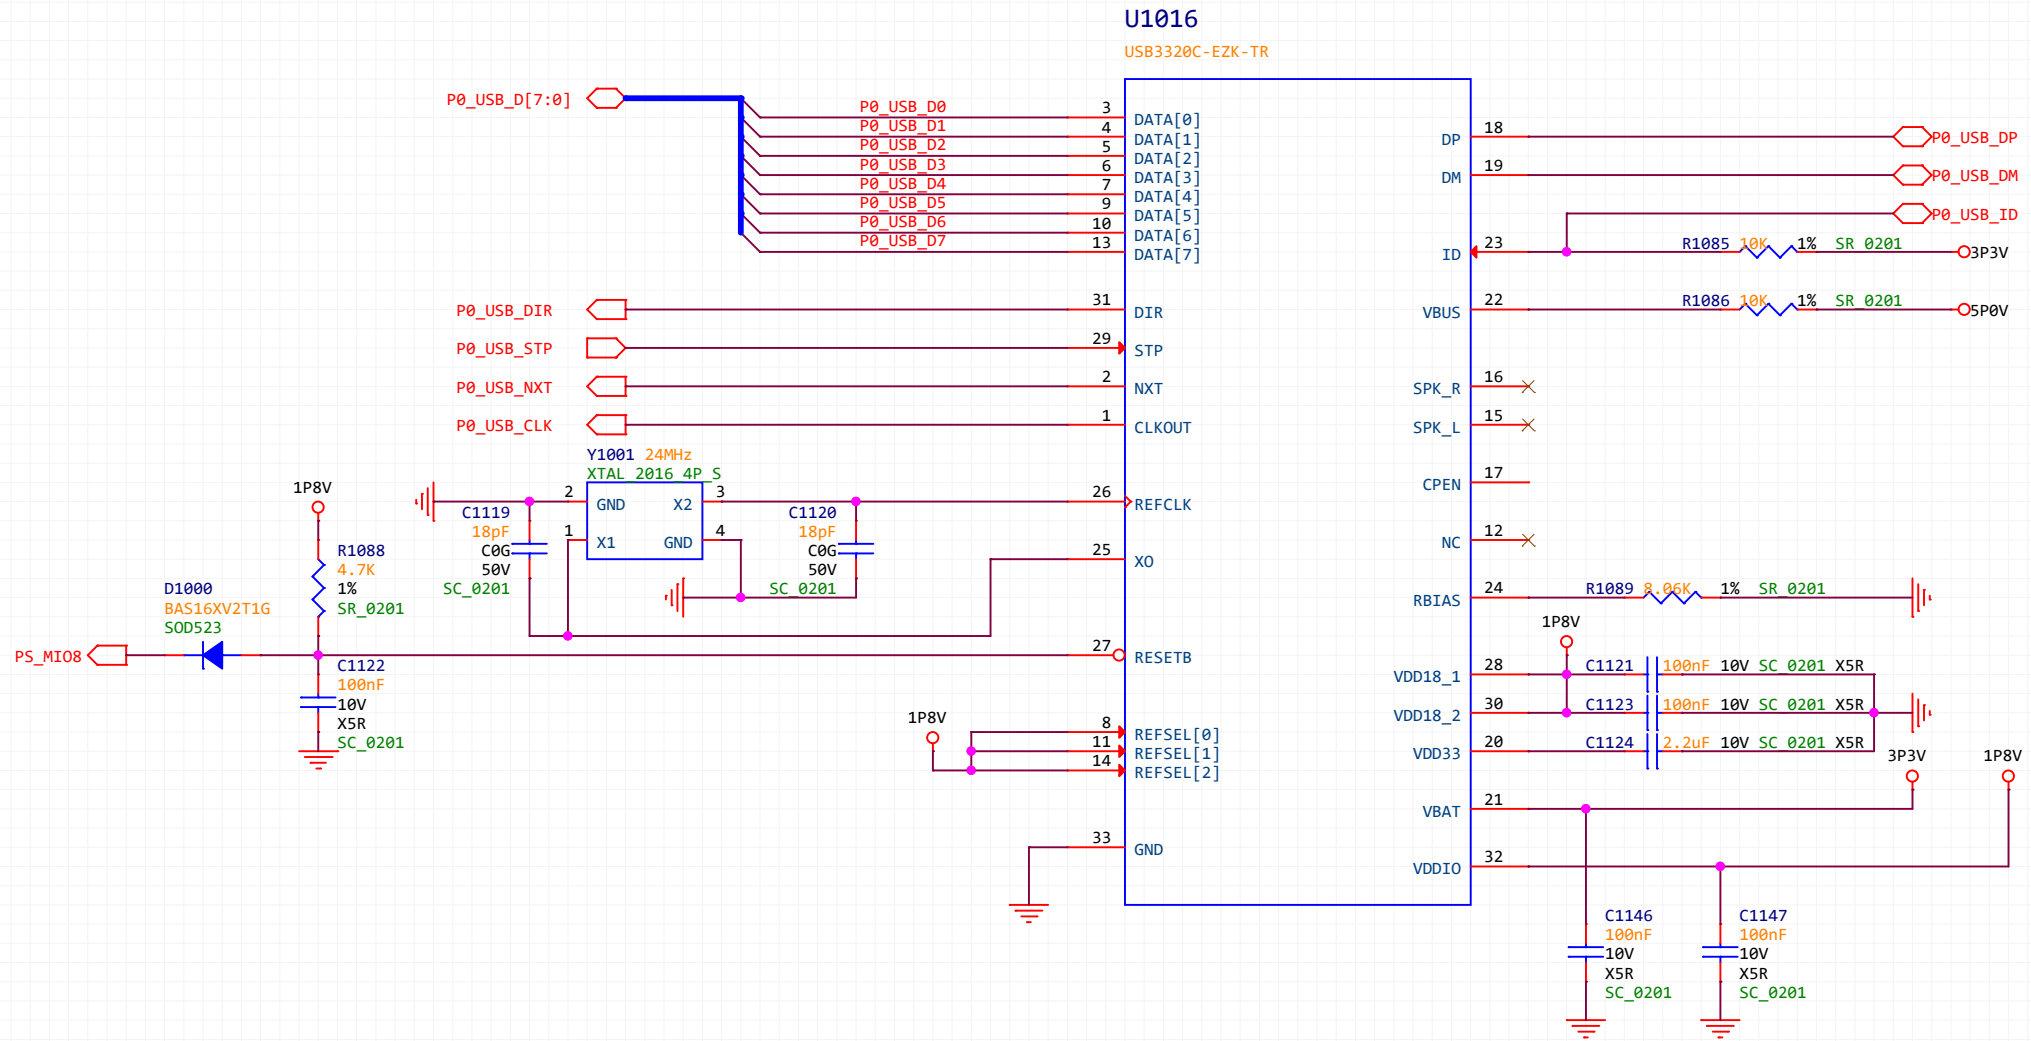 U1016
USB3320C-EZK-TR
P0_USB_D[7:0]
P0_USB_D0
P0_USB_D1
P0_USB_D2
P0_USB_D3
P0_USB_D4
P0_USB_D5
P0_USB_D6
P0_USB_D7
3 DATA[0]
4 DATA[1]
5 DATA[2]
6 DATA[3]
7 DATA[4]
9 DATA[5]
10 DATA[6]
13 DATA[7]
P0_USB_DIR 31 DIR
P0_USB_STP 29 STP
P0_USB_NXT 2 NXT
P0_USB_CLK 1 CLKOUT
Y1001 24MHz
XTAL_2016_4P_S
2 GND X2 3
1 X1 GND 4
26 REFCLK
25 XO
C1119
18pF
C0G
50V
SC_0201
C1120
18pF
C0G
50V
SC_0201
1P8V
R1088
4.7K
1%
SR_0201
D1000
BAS16XV2T1G
SOD523
PS_MIO8
27 RESETB
C1122
100nF
10V
X5R
SC_0201
1P8V
8 REFSEL[0]
11 REFSEL[1]
14 REFSEL[2]
33 GND
DP 18 P0_USB_DP
DM 19 P0_USB_DM
P0_USB_ID
ID 23 R1085 10K 1% SR_0201 3P3V
VBUS 22 R1086 10K 1% SR_0201 5P0V
SPK_R 16
SPK_L 15
CPEN 17
NC 12
RBIAS 24 R1089 8.06K 1% SR_0201
1P8V
VDD18_1 28 C1121 100nF 10V SC_0201 X5R
VDD18_2 30 C1123 100nF 10V SC_0201 X5R
VDD33 20 C1124 2.2uF 10V SC_0201 X5R
3P3V 1P8V
VBAT 21
VDDIO 32
C1146
100nF
10V
X5R
SC_0201
C1147
100nF
10V
X5R
SC_0201